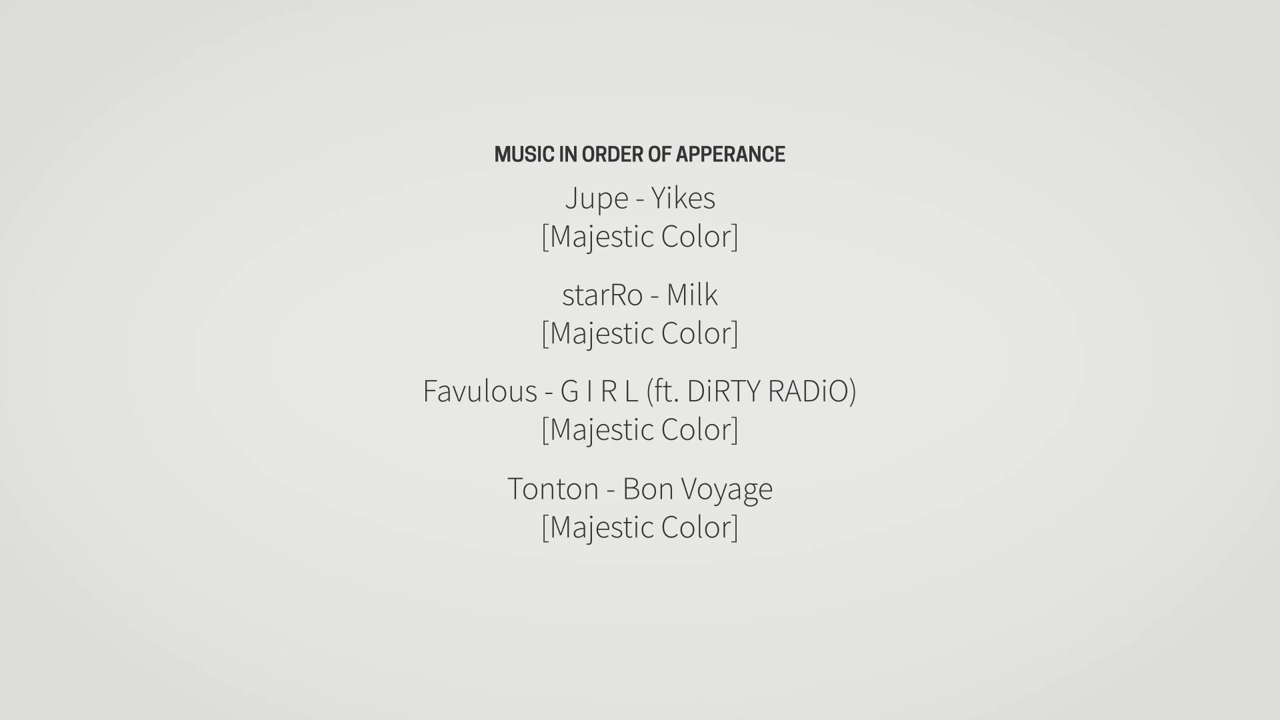 MUSIC IN ORDER OF APPERANCE
Jupe - Yikes
[Majestic Color]
starRo - Milk
[Majestic Color]
Favulous - G I R L (ft. DiRTY RADiO)
[Majestic Color]
Tonton - Bon Voyage
[Majestic Color]